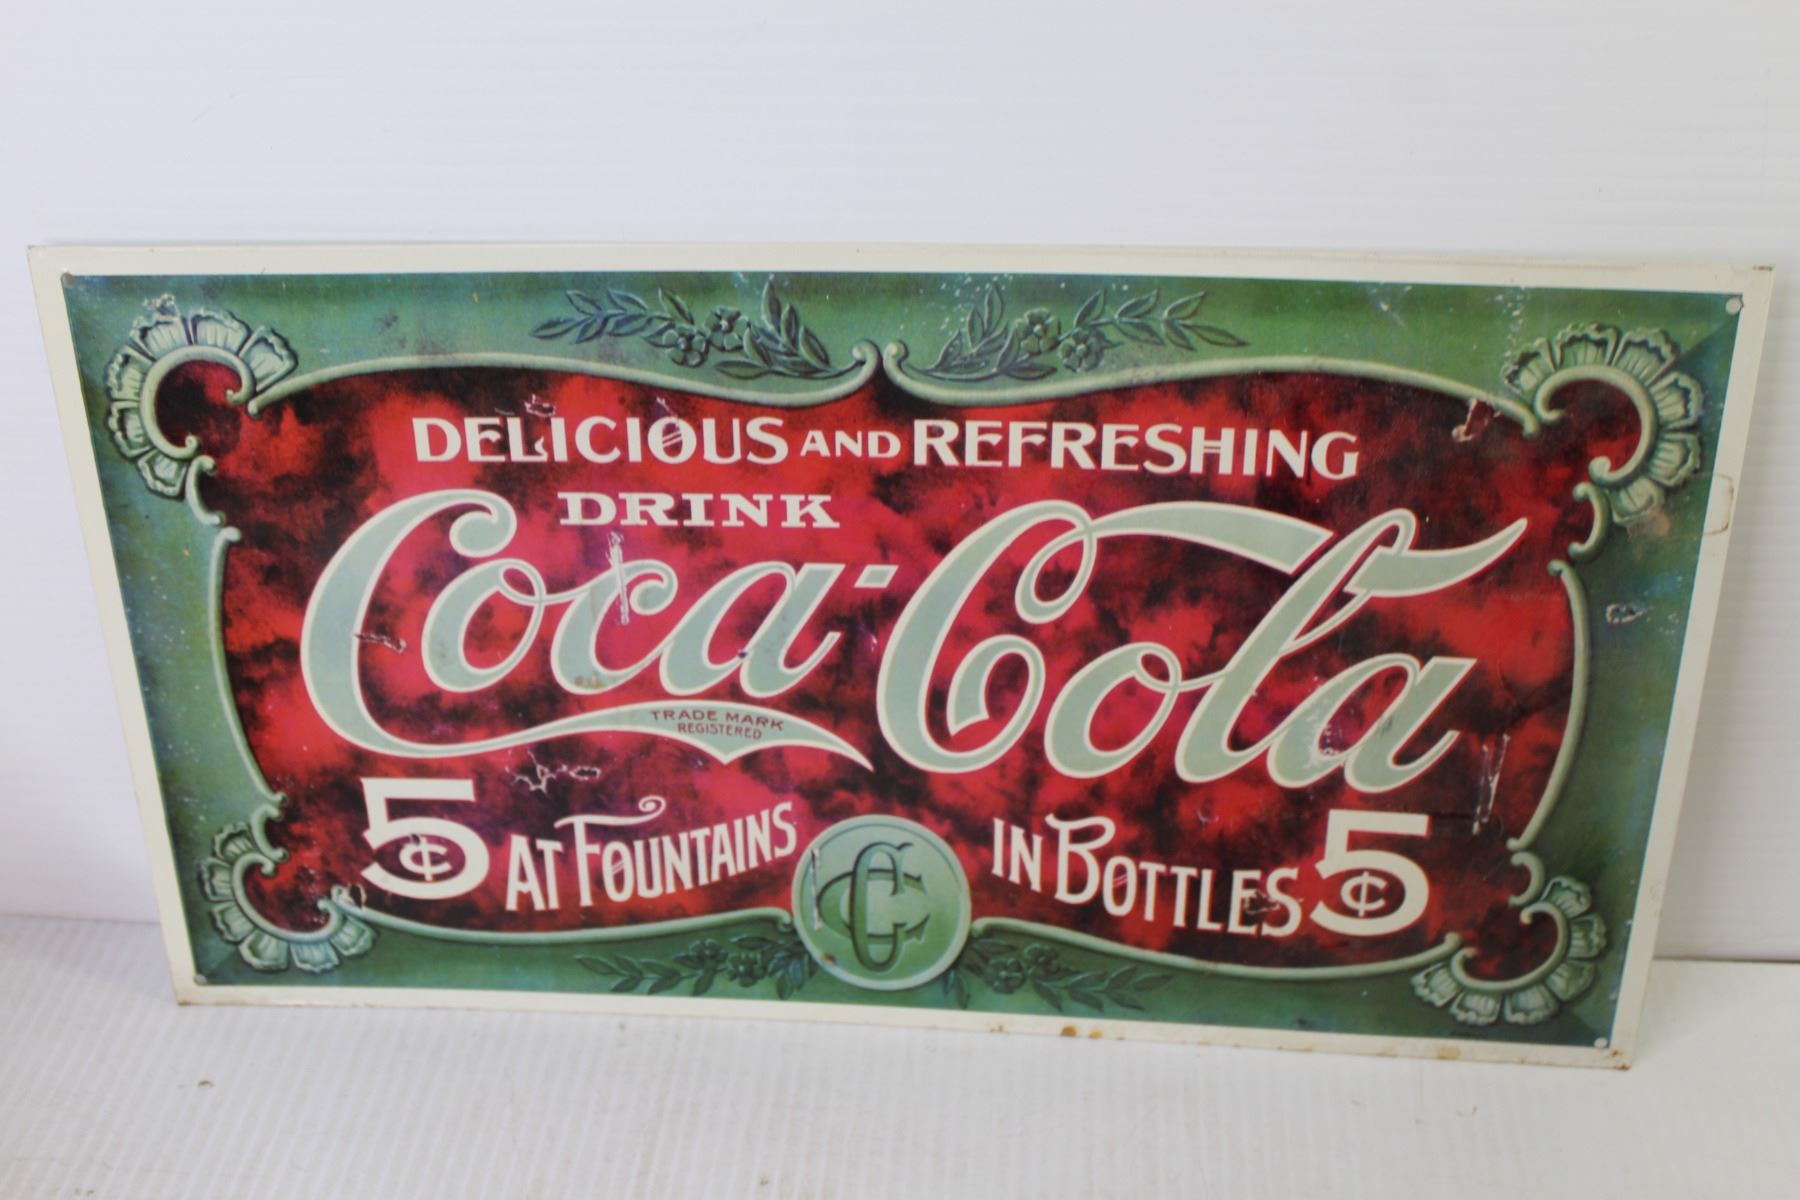 DELICIOUS AND REFRESHING
DRINK
Coca-Cola
TRADE MARK
REGISTERED
5¢ AT FOUNTAINS CC IN BOTTLES 5¢